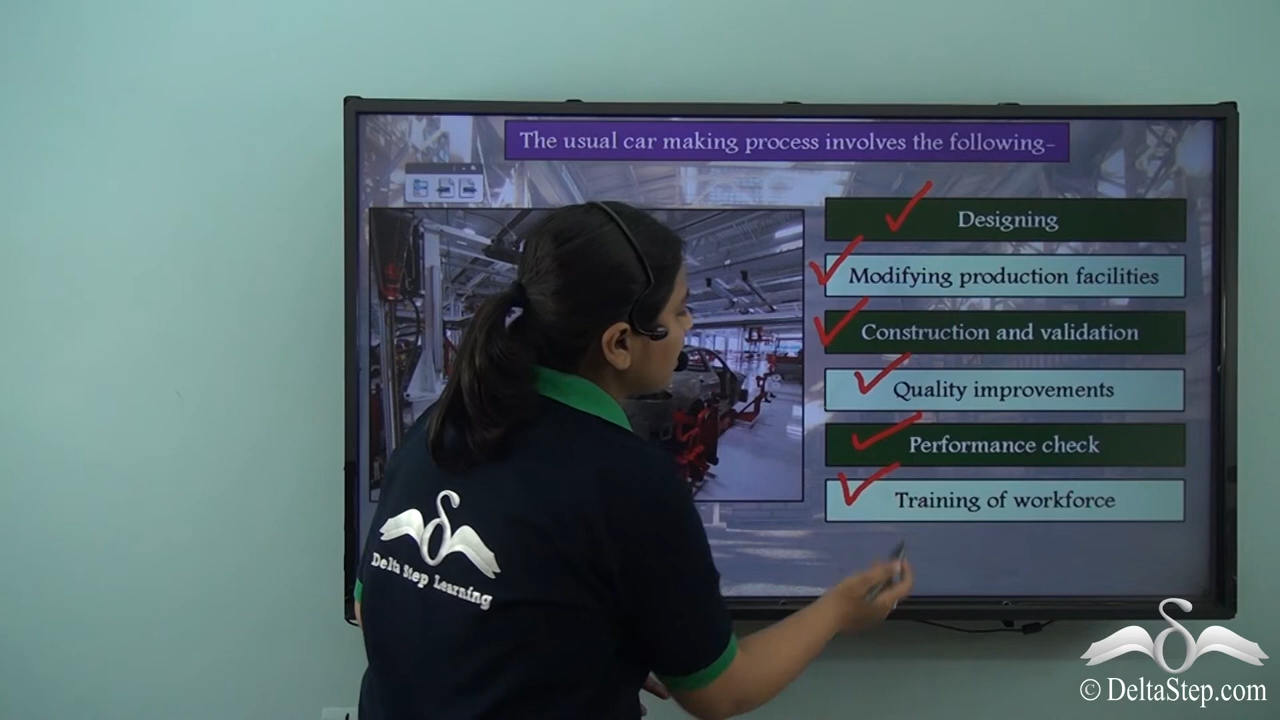 The usual car making process involves the following-
Designing
Modifying production facilities
Construction and validation
Quality improvements
Performance check
Training of workforce
Delta Step Learning
© DeltaStep.com